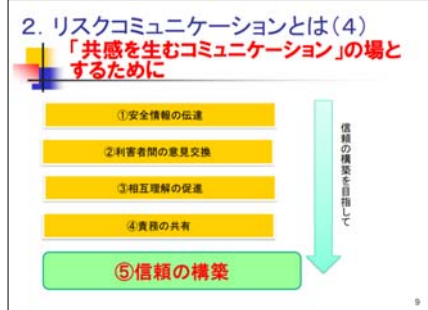 2．リスクコミュニケーションとは（4）
「共感を生むコミュニケーション」の場と
するために
①安全情報の伝達
②利害者間の意見交換
③相互理解の促進
④責務の共有
⑤信頼の構築
信頼の構築を目指して
9